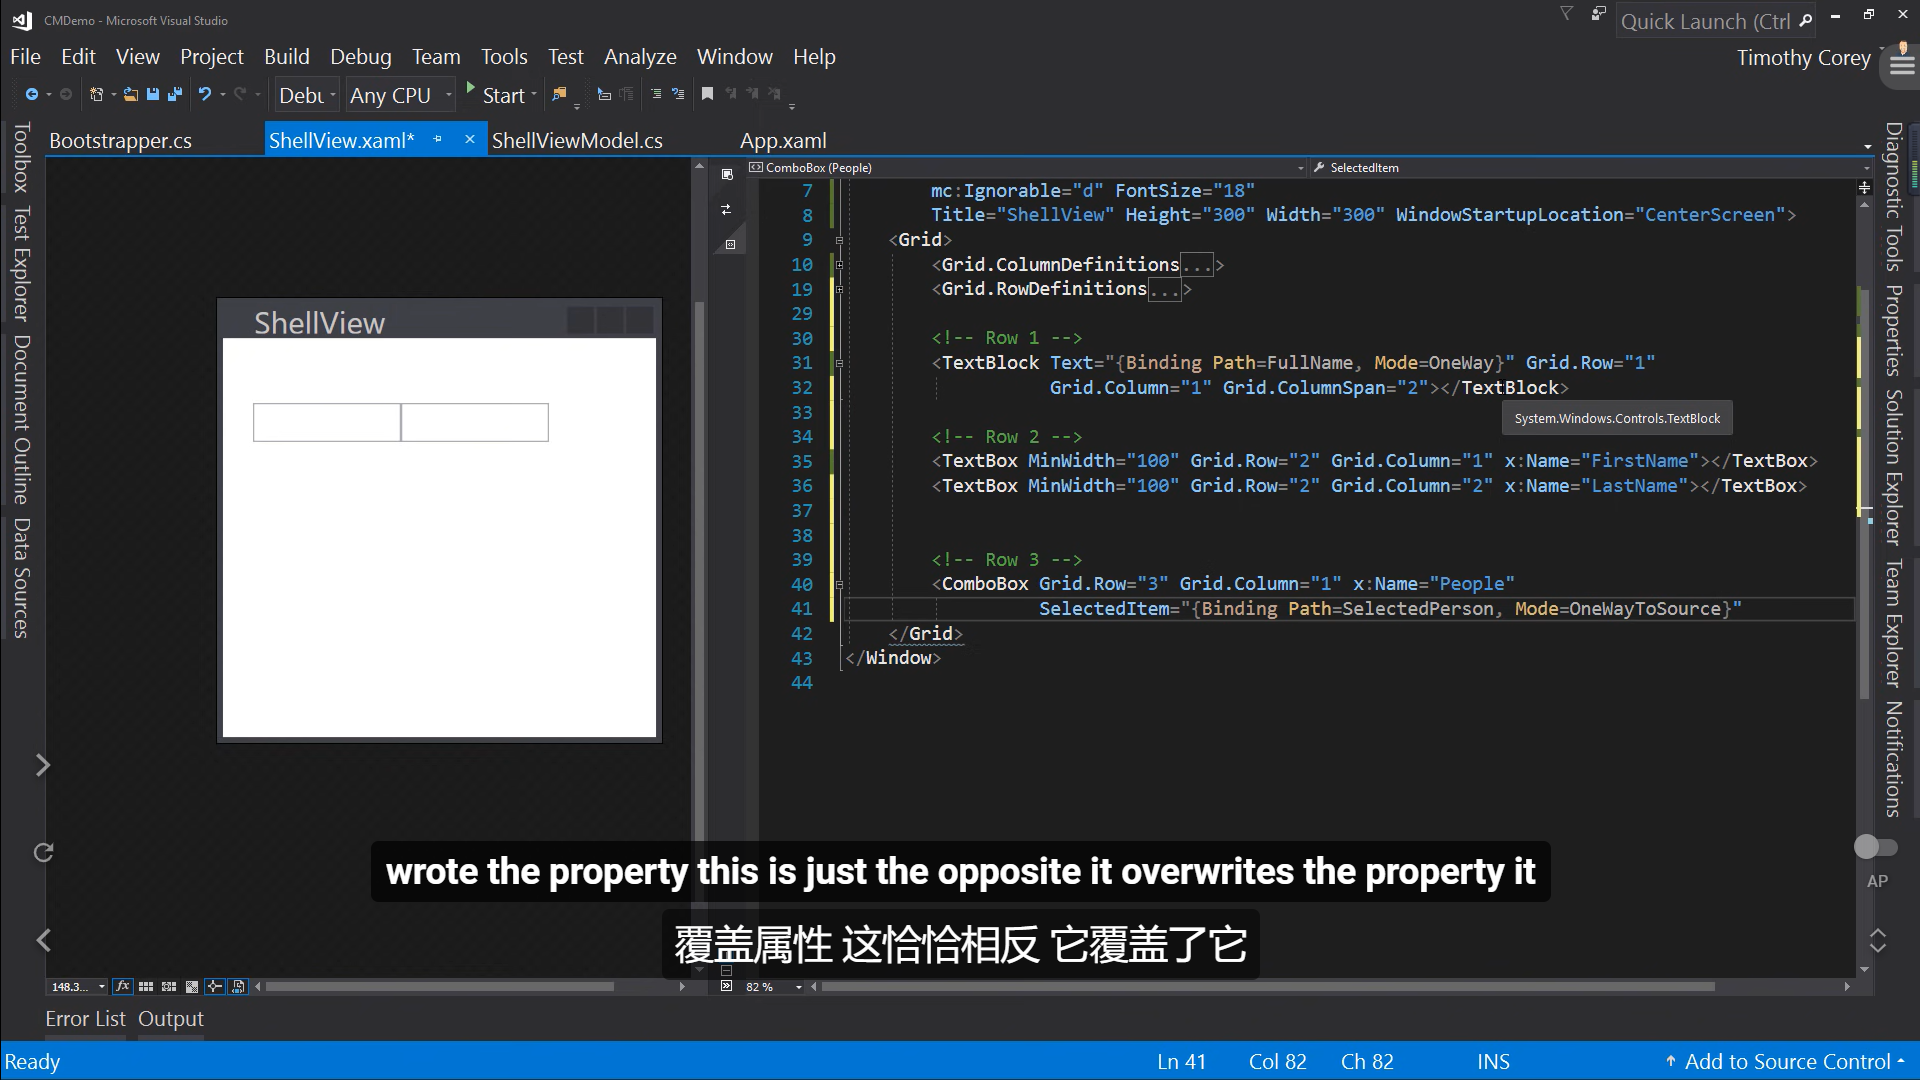 CMDemo - Microsoft Visual Studio
Quick Launch (Ctrl
File Edit View Project Build Debug Team Tools Test Analyze Window Help
Timothy Corey
Debu Any CPU Start
Bootstrapper.cs ShellView.xaml* ShellViewModel.cs App.xaml
ComboBox (People) SelectedItem
Toolbox
Test Explorer
Document Outline
Data Sources
ShellView
7 mc:Ignorable="d" FontSize="18"
8 Title="ShellView" Height="300" Width="300" WindowStartupLocation="CenterScreen">
9 <Grid>
10 <Grid.ColumnDefinitions...>
19 <Grid.RowDefinitions...>
29
30 <!-- Row 1 -->
31 <TextBlock Text="{Binding Path=FullName, Mode=OneWay}" Grid.Row="1"
32 Grid.Column="1" Grid.ColumnSpan="2"></TextBlock>
33
System.Windows.Controls.TextBlock
34 <!-- Row 2 -->
35 <TextBox MinWidth="100" Grid.Row="2" Grid.Column="1" x:Name="FirstName"></TextBox>
36 <TextBox MinWidth="100" Grid.Row="2" Grid.Column="2" x:Name="LastName"></TextBox>
37
38
39 <!-- Row 3 -->
40 <ComboBox Grid.Row="3" Grid.Column="1" x:Name="People"
41 SelectedItem="{Binding Path=SelectedPerson, Mode=OneWayToSource}"
42 </Grid>
43 </Window>
44
Diagnostic Tools
Properties
Solution Explorer
Team Explorer
Notifications
AP
wrote the property this is just the opposite it overwrites the property it
覆盖属性 这恰恰相反 它覆盖了它
148.3... fx 82 %
Error List Output
Ready Ln 41 Col 82 Ch 82 INS Add to Source Control